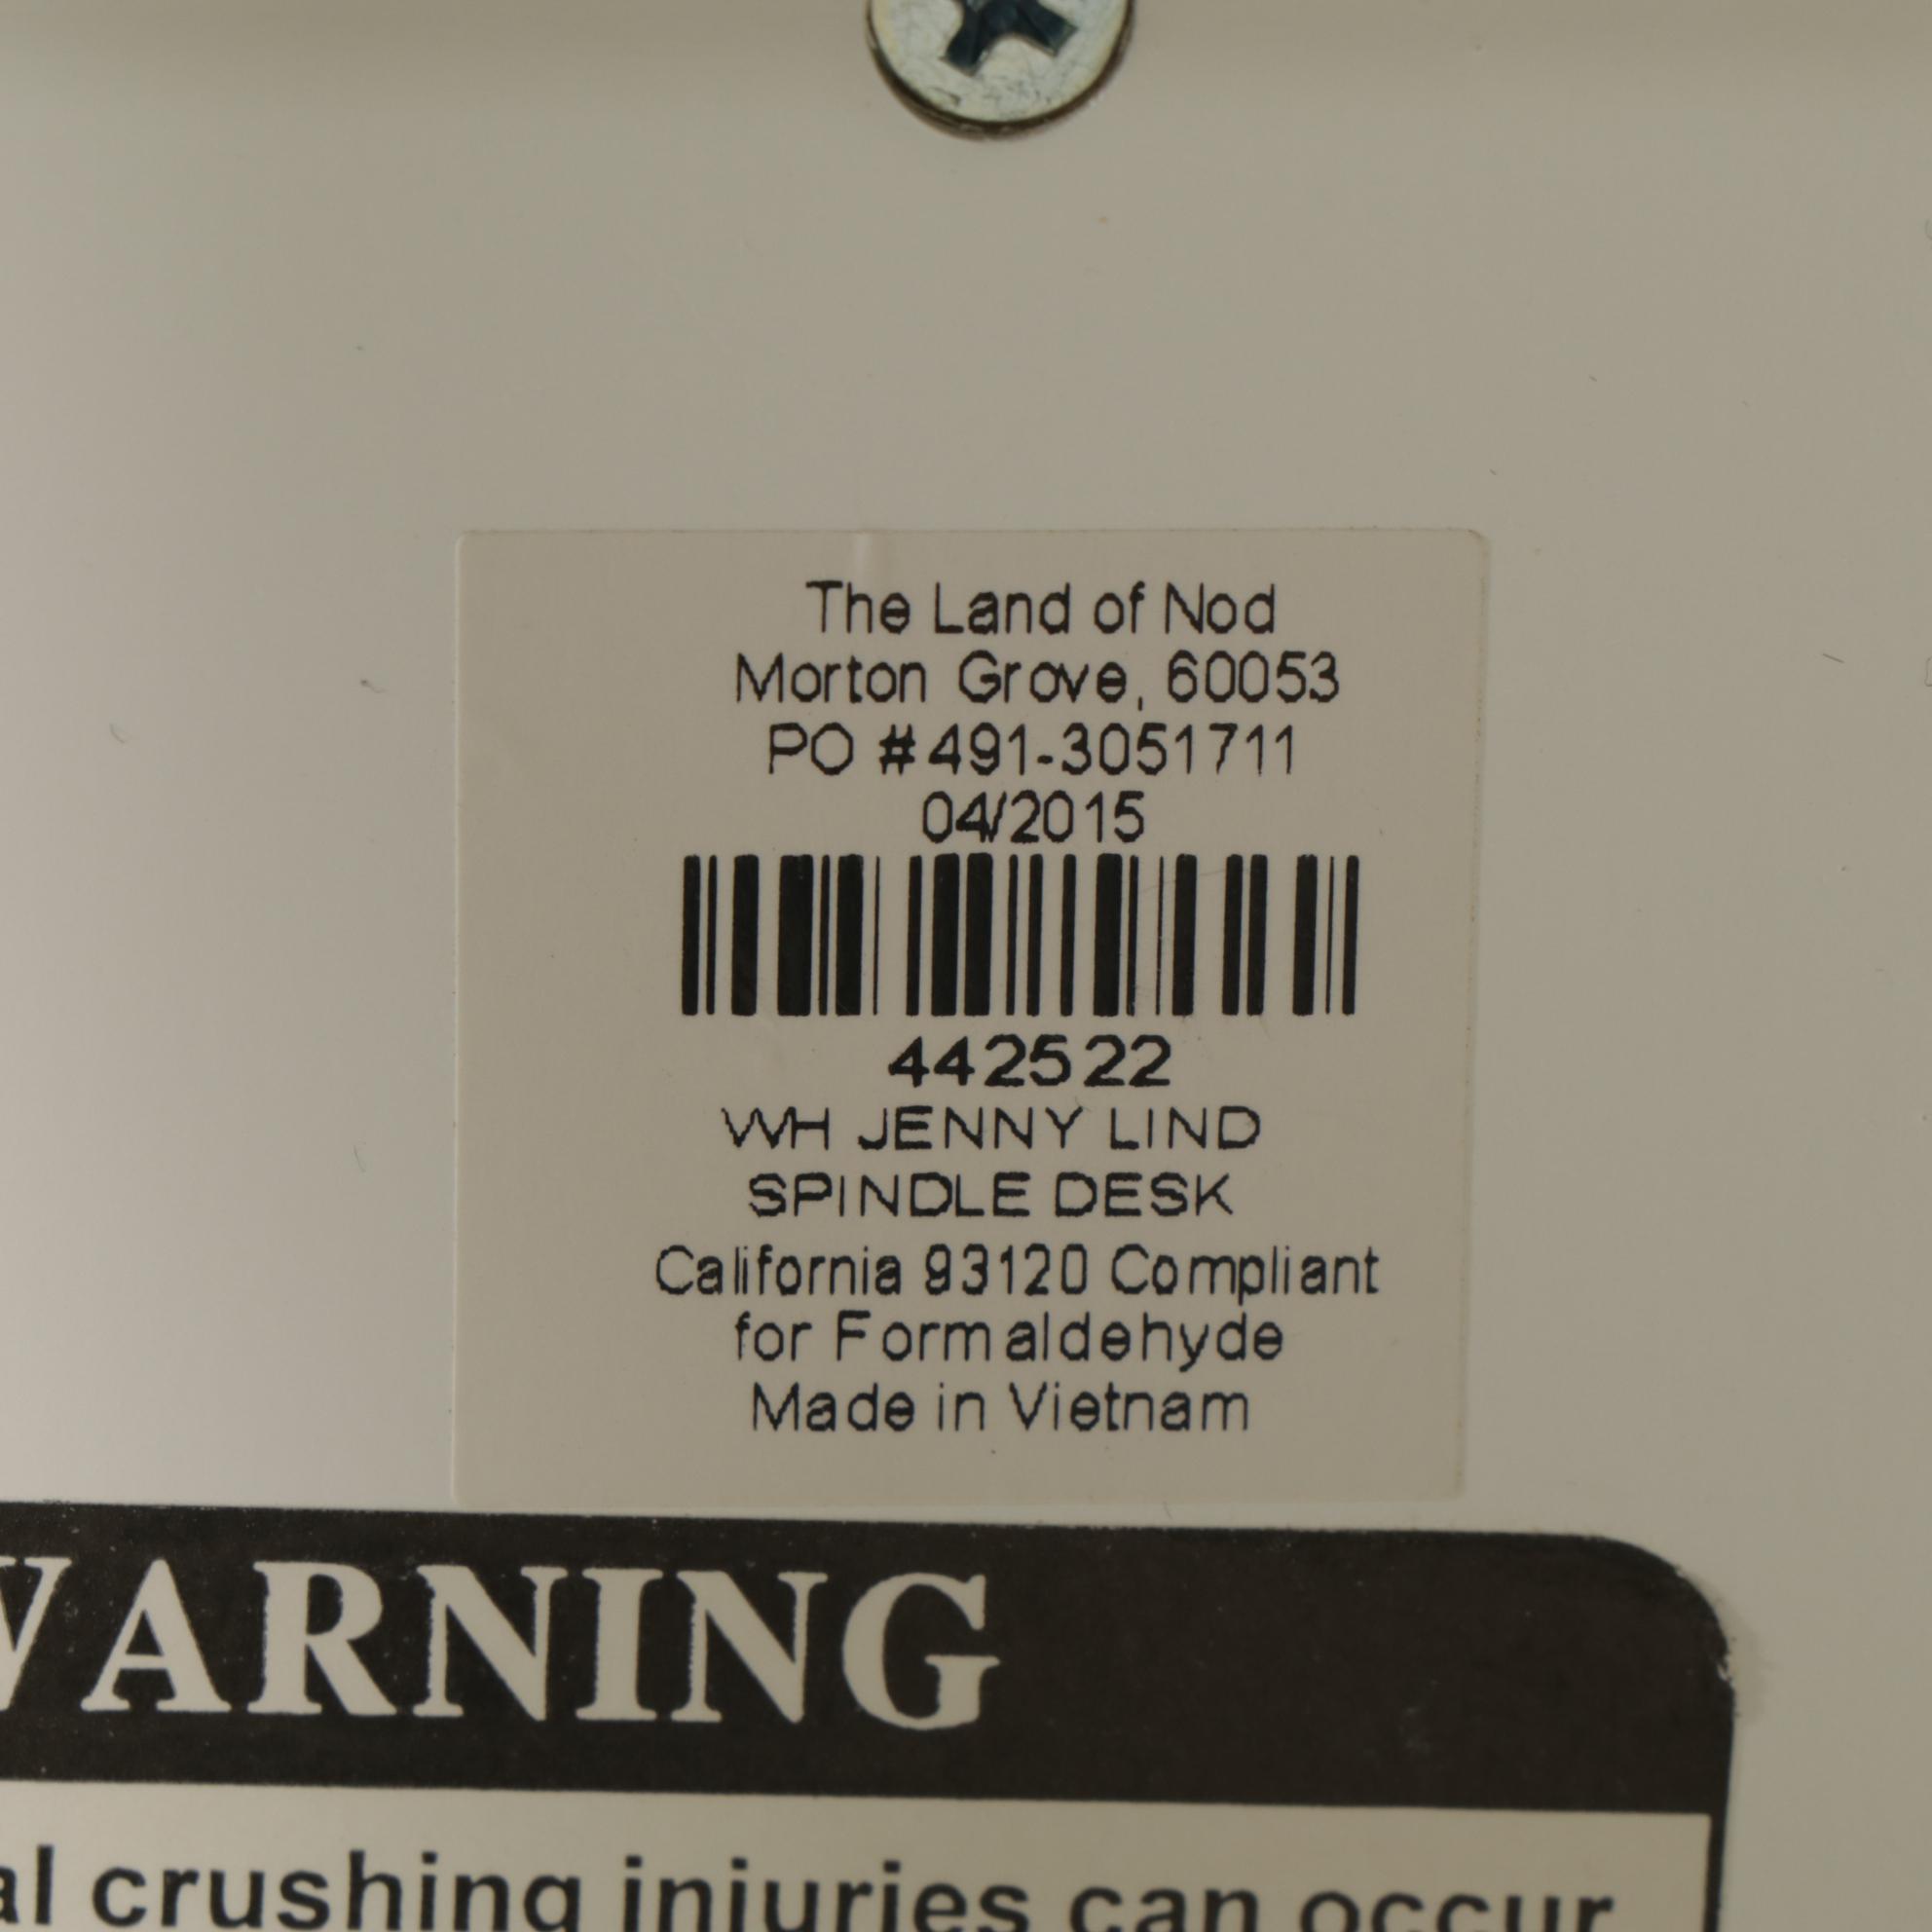 The Land of Nod
Morton Grove, 60053
PO #491-3051711
04/2015
442522
WH JENNY LIND
SPINDLE DESK
California 93120 Compliant
for Formaldehyde
Made in Vietnam
WARNING
al crushing injuries can occur